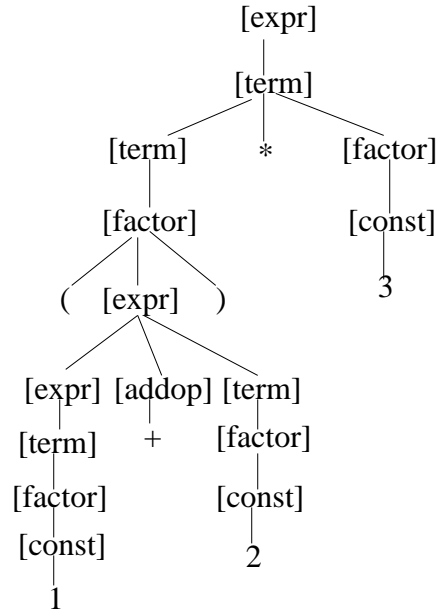 [expr]
[term]
[term] * [factor]
[factor] [const]
( [expr] ) 3
[expr] [addop] [term]
[term] + [factor]
[factor] [const]
[const] 2
1